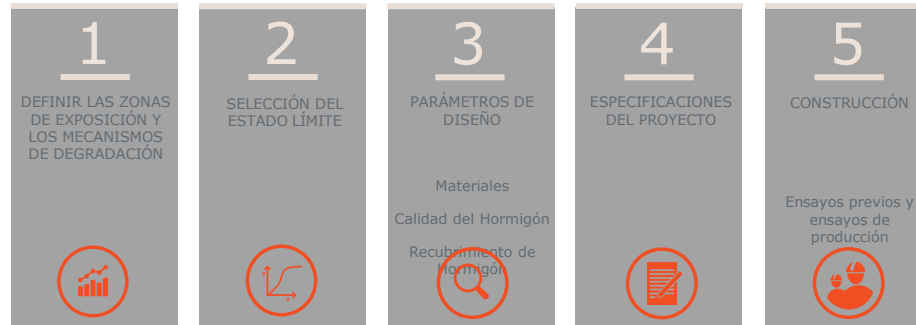 1
DEFINIR LAS ZONAS
DE EXPOSICIÓN Y
LOS MECANISMOS
DE DEGRADACIÓN
2
SELECCIÓN DEL
ESTADO LÍMITE
3
PARÁMETROS DE
DISEÑO
Materiales
Calidad del Hormigón
Recubrimiento de
Hormigón
4
ESPECIFICACIONES
DEL PROYECTO
5
CONSTRUCCIÓN
Ensayos previos y
ensayos de
producción